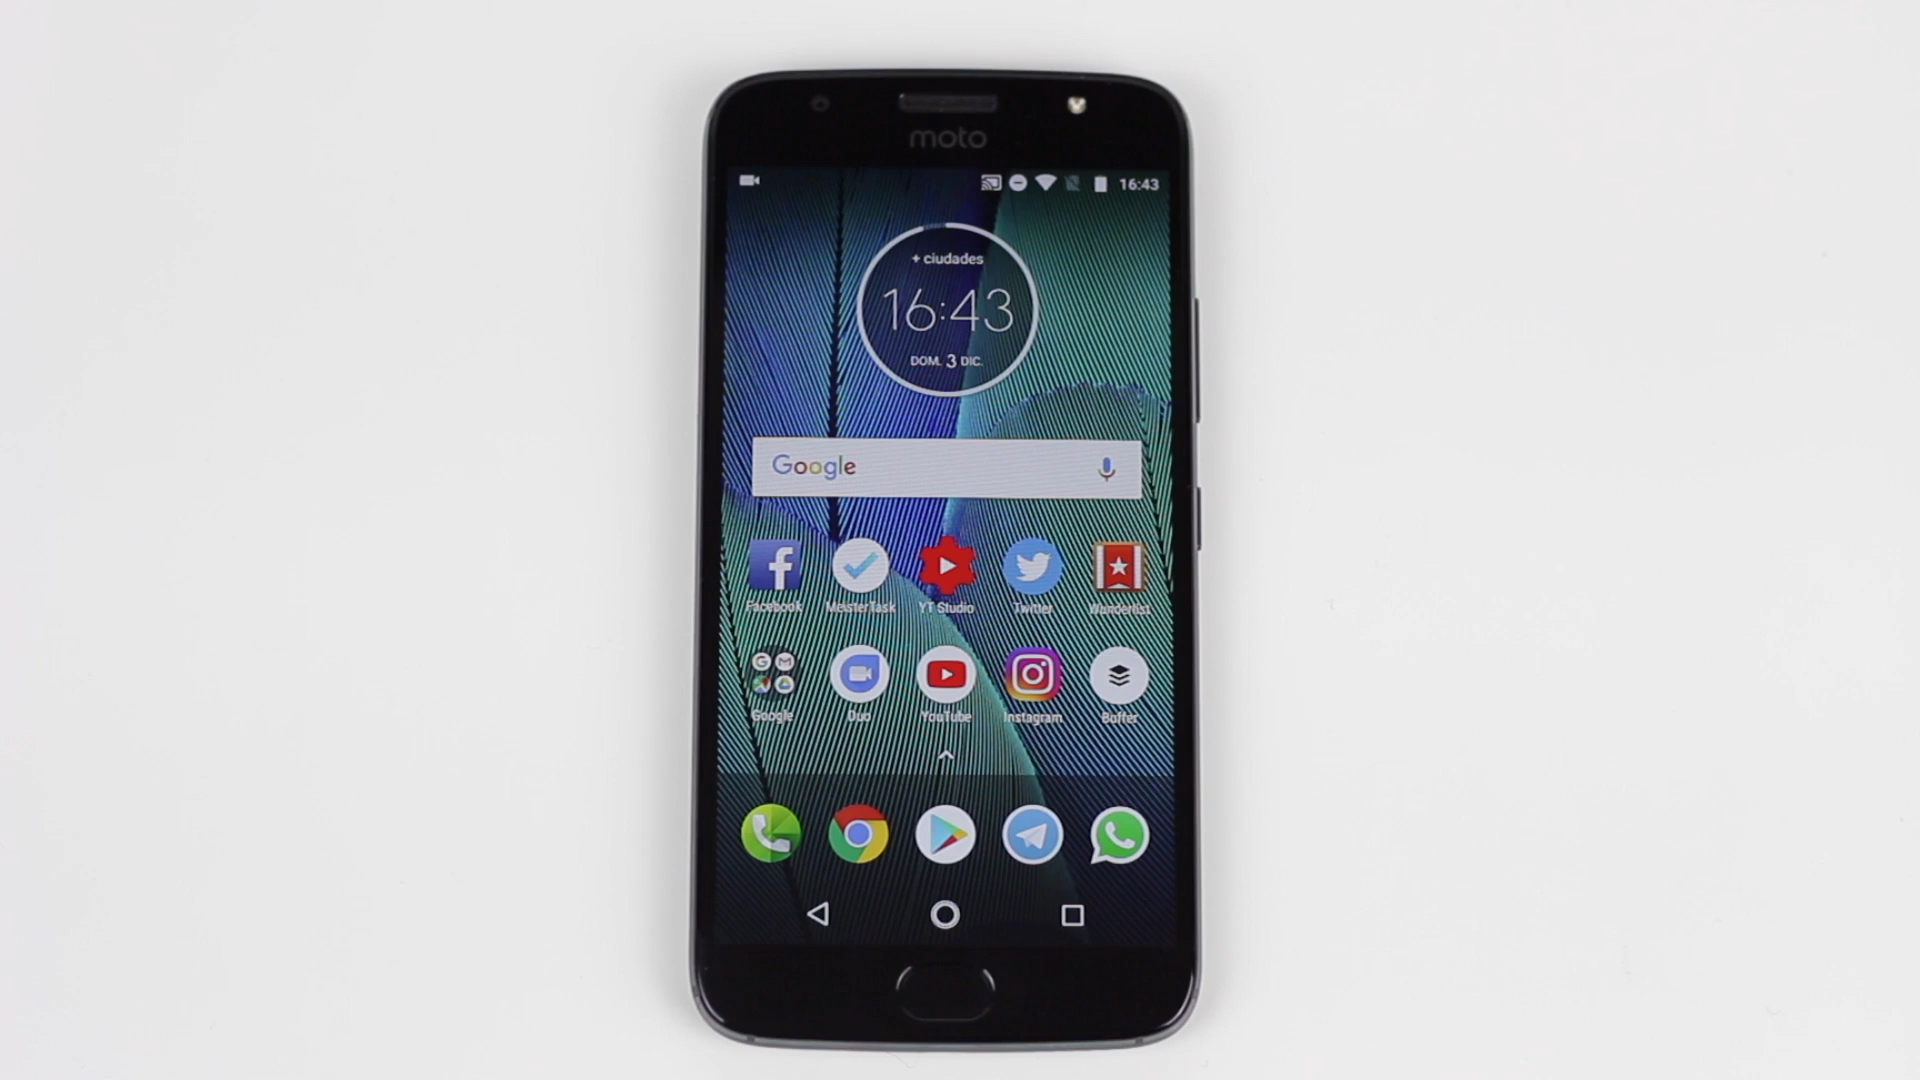 moto
16:43
+ ciudades
16:43
DOM. 3 DIC.
Google
Facebook MeisterTask YT Studio Twitter Wunderlist
Google Duo YouTube Instagram Buffer